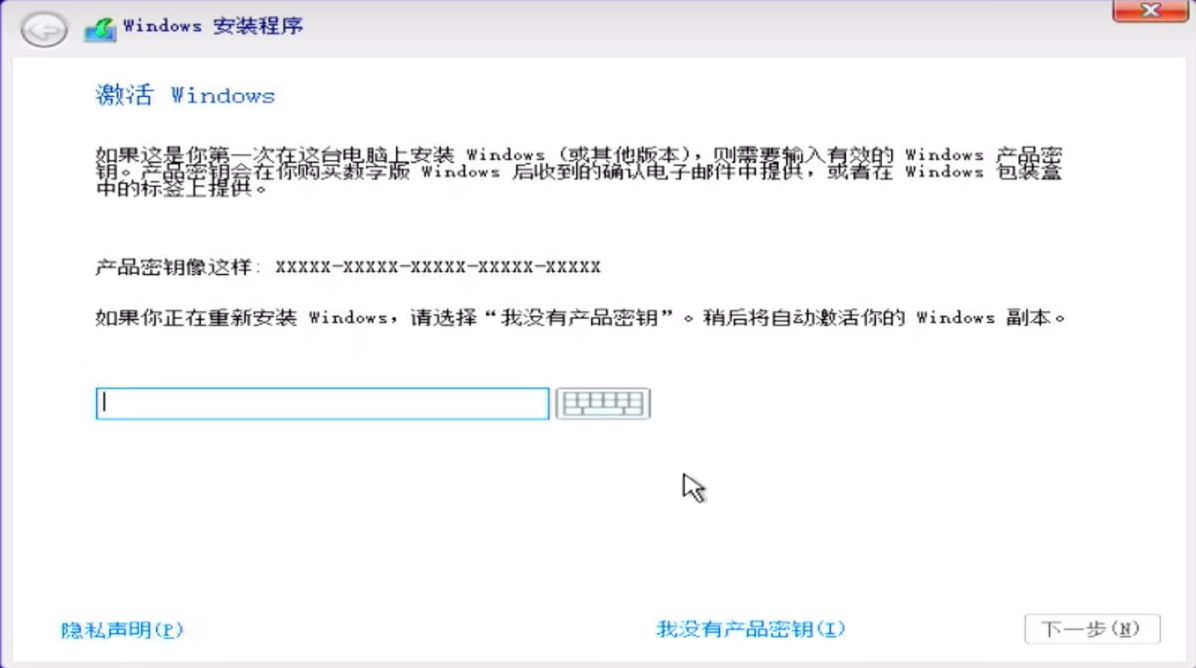 Windows 安装程序
激活 Windows
如果这是你第一次在这台电脑上安装 Windows (或其他版本)，则需要输入有效的 Windows 产品密
钥。产品密钥会在你购买数字版 Windows 后收到的确认电子邮件中提供，或者在 Windows 包装盒
中的标签上提供。
产品密钥像这样: XXXXX-XXXXX-XXXXX-XXXXX-XXXXX
如果你正在重新安装 Windows，请选择“我没有产品密钥”。稍后将自动激活你的 Windows 副本。
隐私声明(P)
我没有产品密钥(I)
下一步(N)